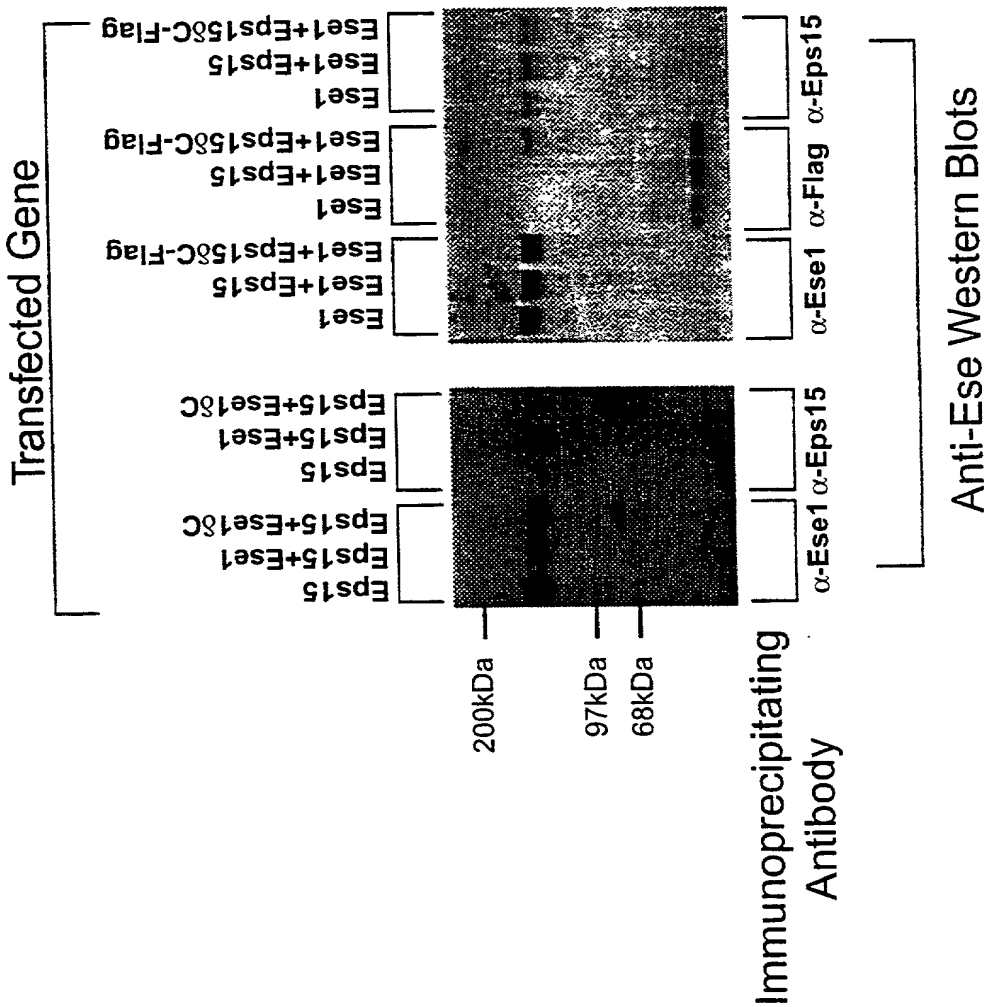 Transfected Gene
Eps15
Eps15+Ese1
Eps15+Ese1δC
Eps15
Eps15+Ese1
Eps15+Ese1δC
Ese1
Ese1+Eps15
Ese1+Eps15δC-Flag
Ese1
Ese1+Eps15
Ese1+Eps15δC-Flag
Ese1
Ese1+Eps15
Ese1+Eps15δC-Flag
200kDa
97kDa
68kDa
Immunoprecipitating
Antibody
α-Ese1 α-Eps15
α-Ese1 α-Flag α-Eps15
Anti-Ese Western Blots